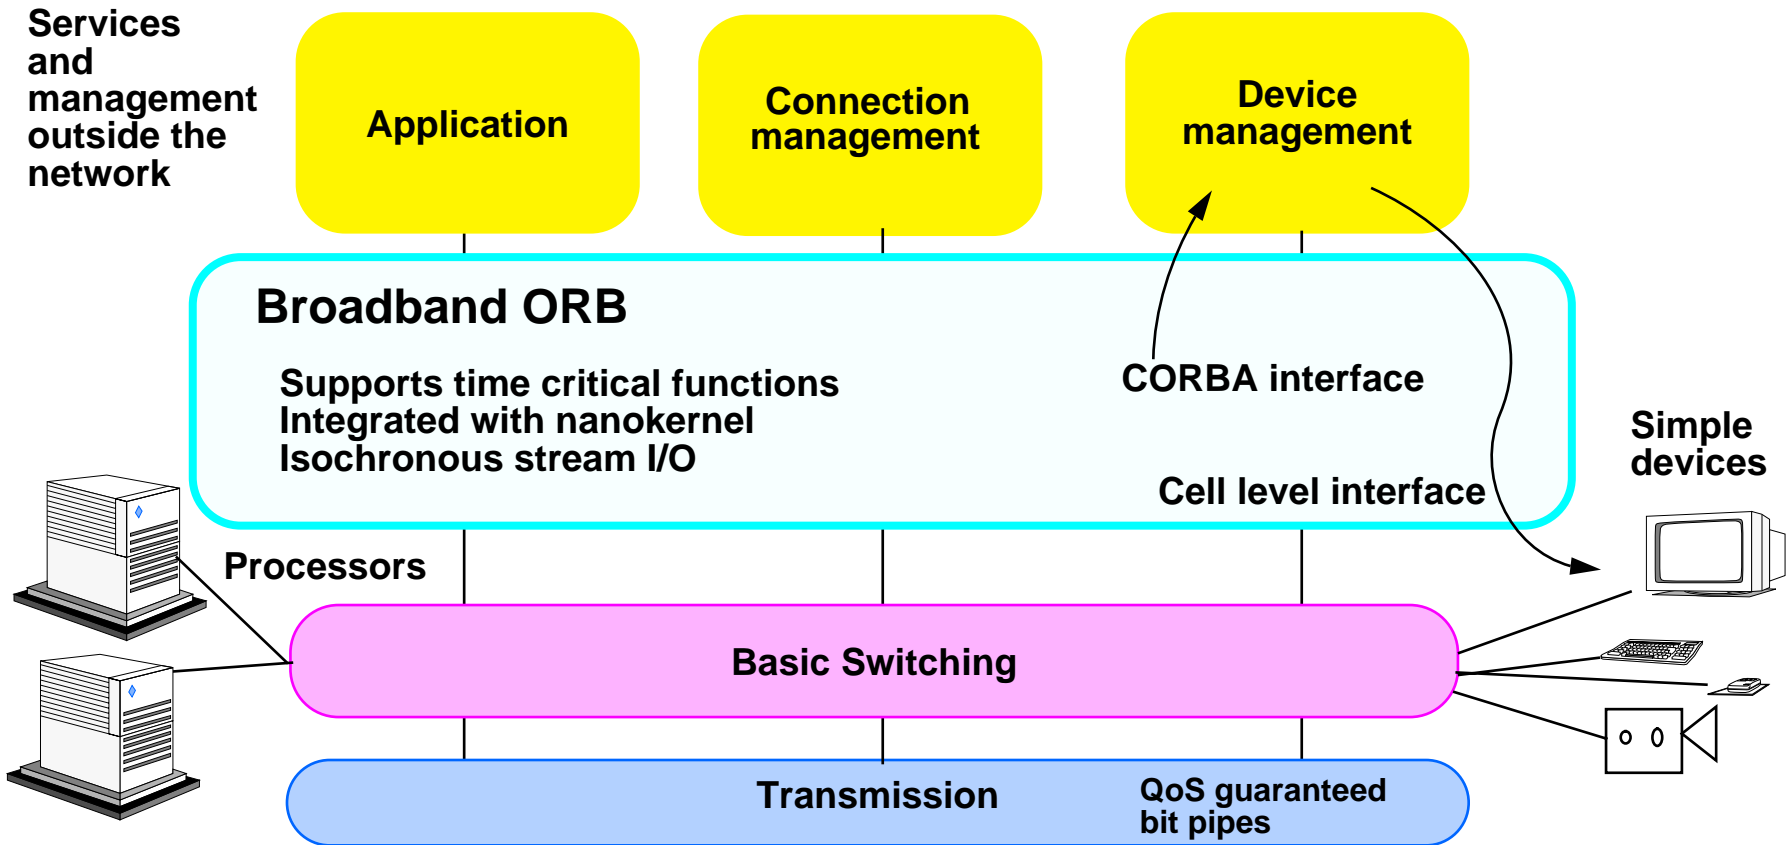 Services
and
management
outside the
network
Application
Connection
management
Device
management
Broadband ORB
Supports time critical functions
Integrated with nanokernel
Isochronous stream I/O
CORBA interface
Cell level interface
Simple
devices
Processors
Basic Switching
Transmission
QoS guaranteed
bit pipes